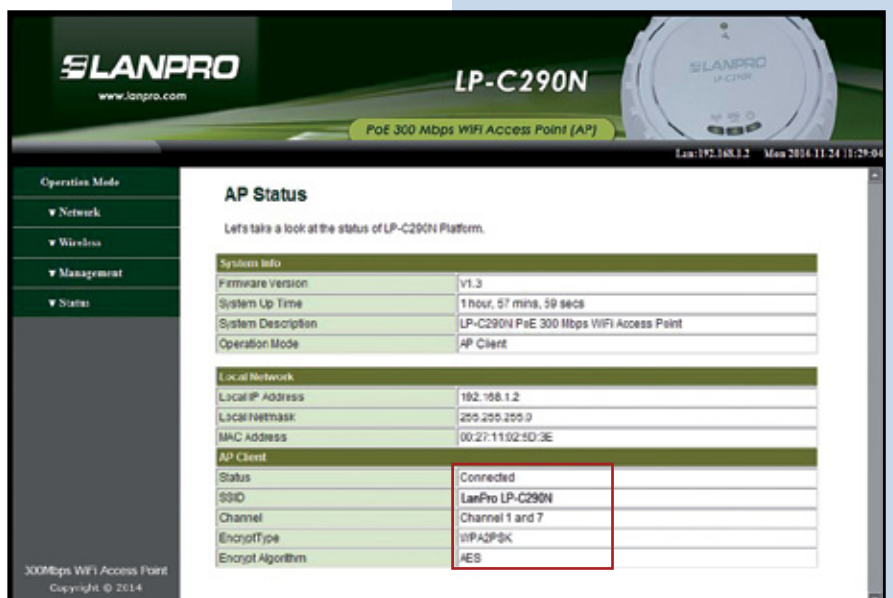 LANPRO
www.lanpro.com
LP-C290N
LANPRO
LP-C290N
PoE 300 Mbps WiFi Access Point (AP)
Lan:192.168.1.2 Mon 2016-11-24 11:29:04
Operation Mode
▼ Network
▼ Wireless
▼ Management
▼ Status
AP Status
Let's take a look at the status of LP-C290N Platform.
System Info
Firmware Version V1.3
System Up Time 1 hour, 57 mins, 59 secs
System Description LP-C290N PoE 300 Mbps WiFi Access Point
Operation Mode AP Client
Local Network
Local IP Address 192.168.1.2
Local Netmask 255.255.255.0
MAC Address 00:27:11:02:5D:3E
AP Client
Status Connected
SSID LanPro LP-C290N
Channel Channel 1 and 7
EncryptType WPA2PSK
Encrypt Algorithm AES
300Mbps WiFi Access Point
Copyright © 2014